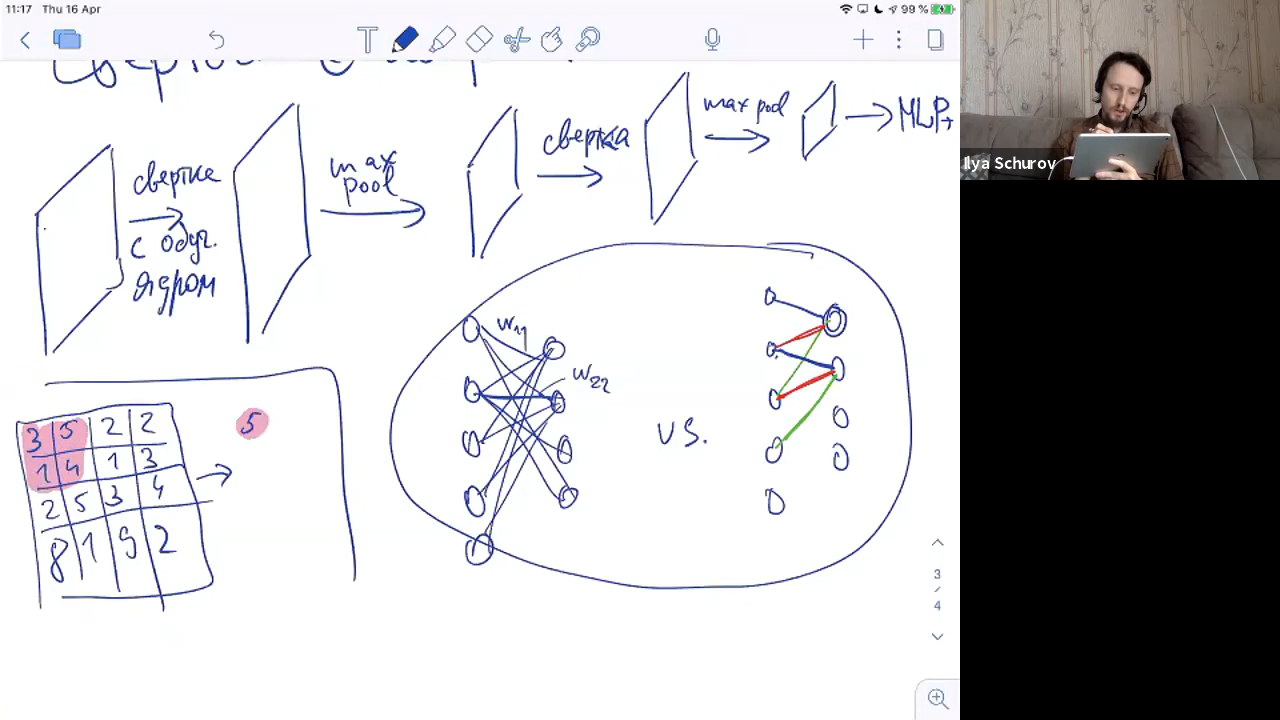 11:17 Thu 16 Apr
99 %
T
свертке
с обуч.
ядром
max
pool
свертка
max pool
MLP+
3 5 2 2
1 4 1 3
2 5 3 4
8 1 9 2
5
w11
w22
vs.
3
/
4
Ilya Schurov